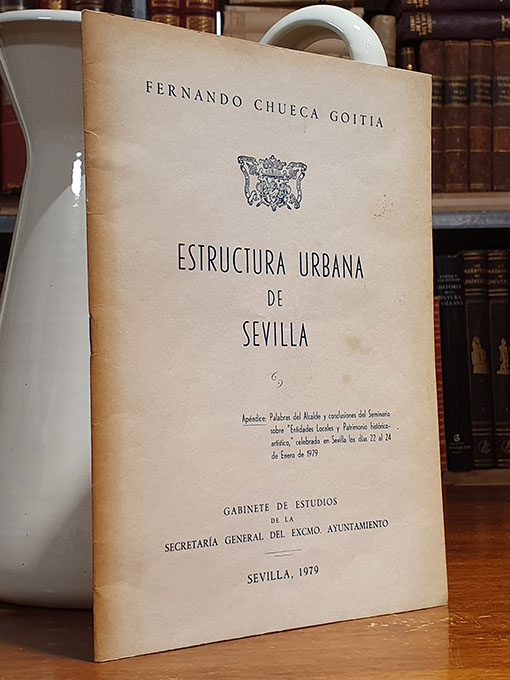 FERNANDO CHUECA GOITIA
ESTRUCTURA URBANA
DE
SEVILLA
Apéndice: Palabras del Alcalde y conclusiones del Seminario
sobre "Entidades Locales y Patrimonio histórico-
artístico," celebrado en Sevilla los días 22 al 24
de Enero de 1979
GABINETE DE ESTUDIOS
DE LA
SECRETARÍA GENERAL DEL EXCMO. AYUNTAMIENTO
SEVILLA, 1979